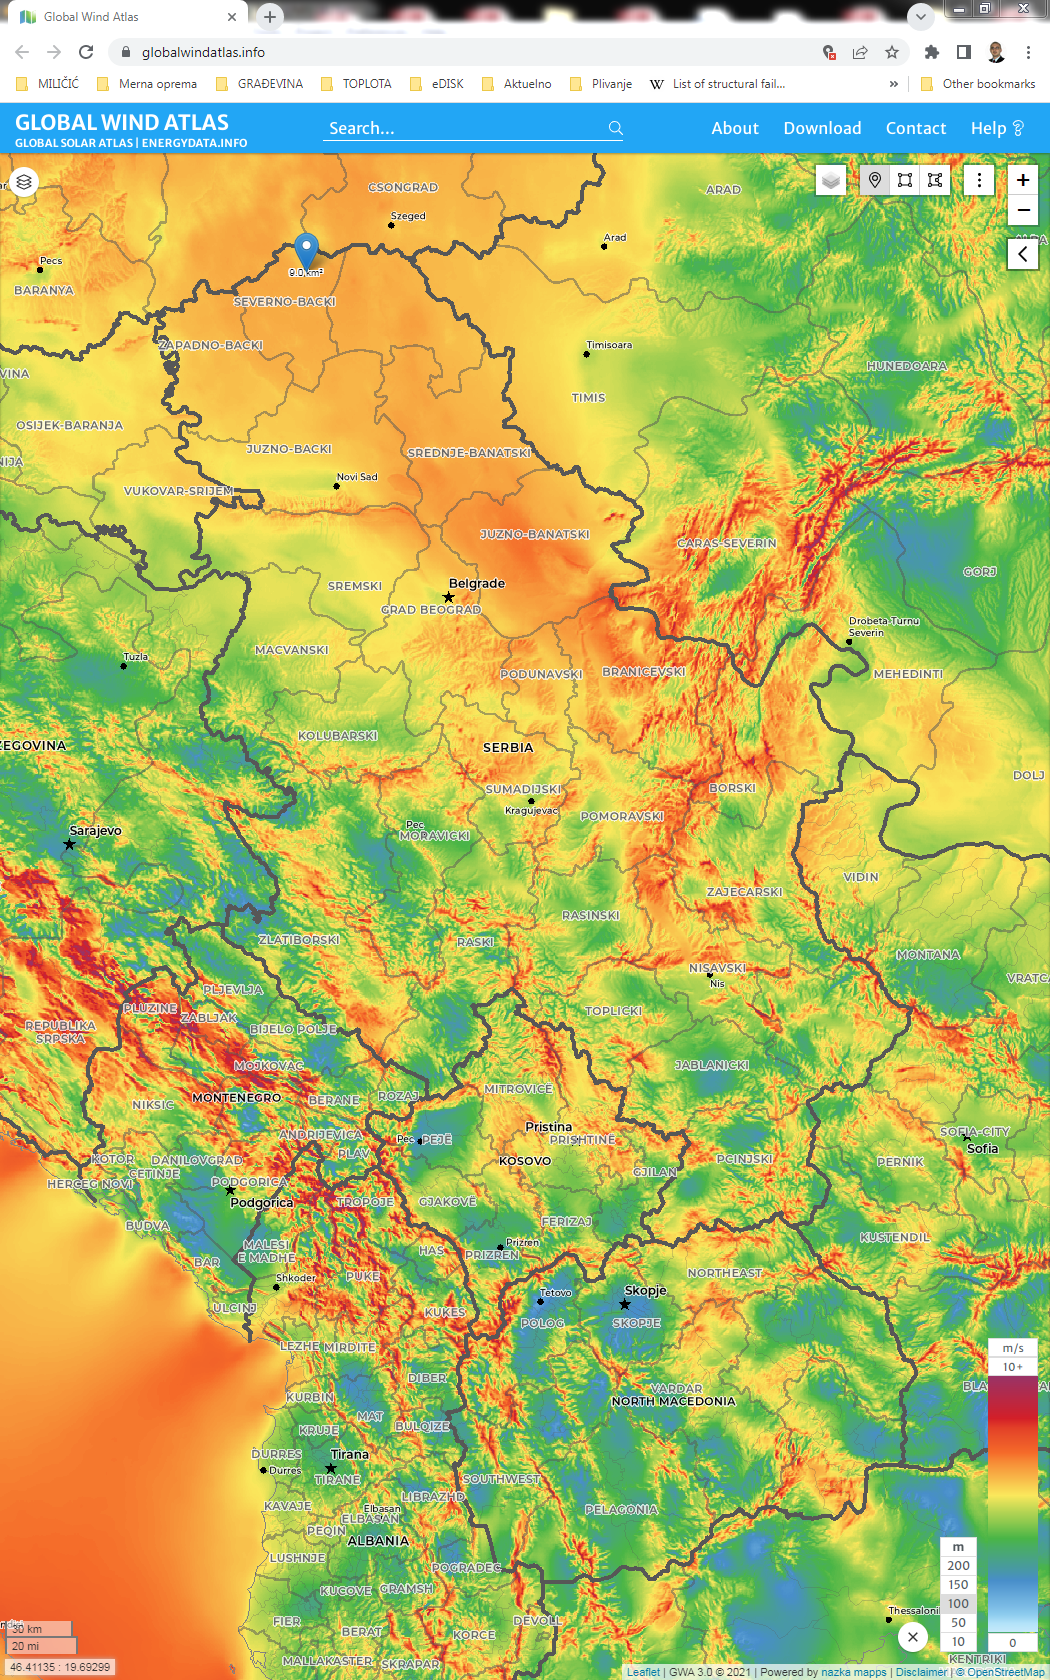 Global Wind Atlas
globalwindatlas.info
MILIČIĆ
Merna oprema
GRAĐEVINA
TOPLOTA
eDISK
Aktuelno
Plivanje
W List of structural fail...
»
Other bookmarks
GLOBAL WIND ATLAS
GLOBAL SOLAR ATLAS | ENERGYDATA.INFO
Search...
About
Download
Contact
Help
CSONGRAD
ARAD
Szeged
Arad
Pecs
BARANYA
9.0 km²
SEVERNO-BACKI
ZAPADNO-BACKI
Timisoara
HUNEDOARA
VINA
TIMIS
OSIJEK-BARANJA
JUZNO-BACKI
SREDNJE-BANATSKI
NIJA
Novi Sad
VUKOVAR-SRIJEM
JUZNO-BANATSKI
CARAS-SEVERIN
GORJ
SREMSKI
Belgrade
GRAD BEOGRAD
Drobeta-Turnu
Severin
MACVANSKI
Tuzla
PODUNAVSKI
BRANICEVSKI
MEHEDINTI
KOLUBARSKI
ZEGOVINA
SERBIA
DOLJ
SUMADIJSKI
BORSKI
Kragujevac
POMORAVSKI
Pec
MORAVICKI
Sarajevo
VIDIN
ZAJECARSKI
RASINSKI
ZLATIBORSKI
RASKI
MONTANA
NISAVSKI
Nis
VRATCA
PLJEVLJA
PLUZINE
ZABLJAK
TOPLICKI
REPUBLIKA
SRPSKA
BIJELO POLJE
MOJKOVAC
JABLANICKI
MITROVICE
MONTENEGRO
BERANE
ROZAJ
NIKSIC
Pristina
PRISHTINE
ANDRIJEVICA
Pec
PEJE
SOFIA-CITY
Sofia
PLAV
KOTOR
DANILOVGRAD
CETINJE
KOSOVO
GJILAN
PCINJSKI
PERNIK
HERCEG NOVI
PODGORICA
Podgorica
TROPOJE
GJAKOVË
BUDVA
FERIZAJ
KUSTENDIL
MALESI
E MADHE
HAS
Prizren
PRIZREN
BAR
NORTHEAST
Shkoder
PUKE
Tetovo
Skopje
ULCINJ
KUKES
POLOG
SKOPJE
LEZHE
MIRDITE
m/s
10+
DIBER
VARDAR
NORTH MACEDONIA
KURBIN
MAT
BULQIZE
KRUJE
Tirana
DURRES
Durres
TIRANE
SOUTHWEST
LIBRAZHD
KAVAJE
Elbasan
ELBASAN
PELAGONIA
PEQIN
ALBANIA
LUSHNJE
POGRADEC
m
200
150
100
50
10
0
KUCOVE
GRAMSH
FIER
DEVOLL
Thessaloni
BERAT
KORCE
30 km
20 mi
MALLAKASTER
SKRAPAR
KENTRIKI
46.41135 : 19.69299
Leaflet | GWA 3.0 © 2021 | Powered by nazka mapps | Disclaimer | © OpenStreetMap